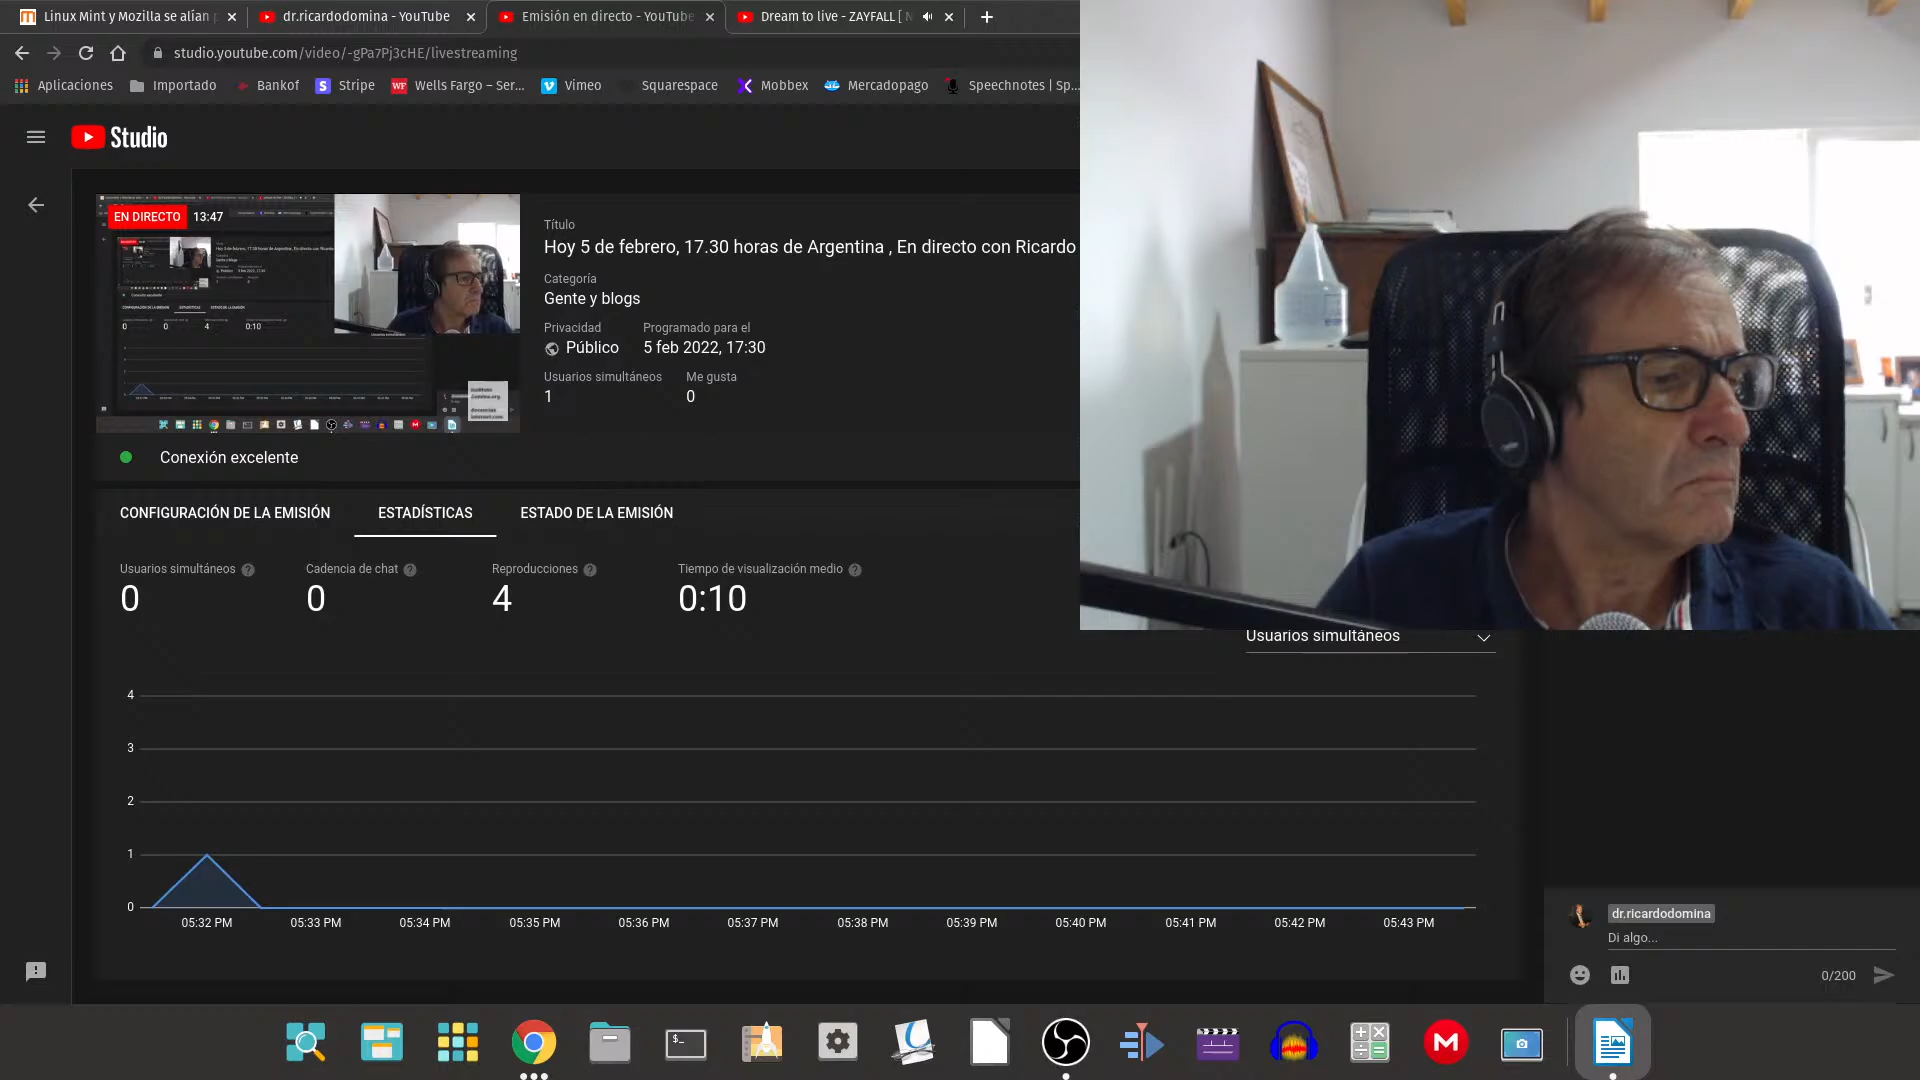 Linux Mint y Mozilla se alían
dr.ricardodomina - YouTube
Emisión en directo - YouTube
Dream to live - ZAYFALL [
studio.youtube.com/video/-gPa7Pj3cHE/livestreaming
Aplicaciones
Importado
Bankof
Stripe
Wells Fargo – Ser...
Vimeo
Squarespace
Mobbex
Mercadopago
Speechnotes | Sp...
Studio
EN DIRECTO 13:47
Título
Hoy 5 de febrero, 17.30 horas de Argentina , En directo con Ricardo
Categoría
Gente y blogs
Privacidad
Programado para el
Público
5 feb 2022, 17:30
Usuarios simultáneos
Me gusta
1
0
Conexión excelente
CONFIGURACIÓN DE LA EMISIÓN
ESTADÍSTICAS
ESTADO DE LA EMISIÓN
Usuarios simultáneos
Cadencia de chat
Reproducciones
Tiempo de visualización medio
0
0
4
0:10
Usuarios simultáneos
4
3
2
1
0
05:32 PM
05:33 PM
05:34 PM
05:35 PM
05:36 PM
05:37 PM
05:38 PM
05:39 PM
05:40 PM
05:41 PM
05:42 PM
05:43 PM
dr.ricardodomina
Di algo...
0/200